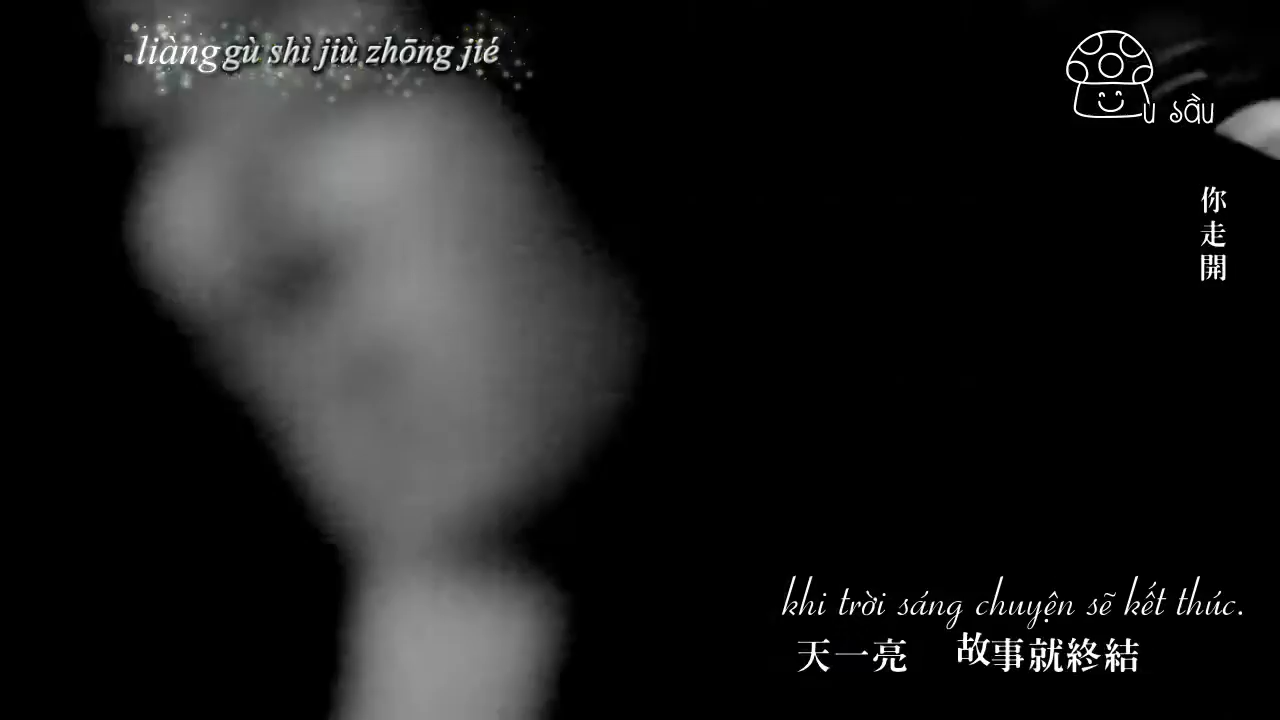 liàng gù shì jiù zhōng jié
u sầu
你走開
khi trời sáng chuyện sẽ kết thúc.
天一亮 故事就終結